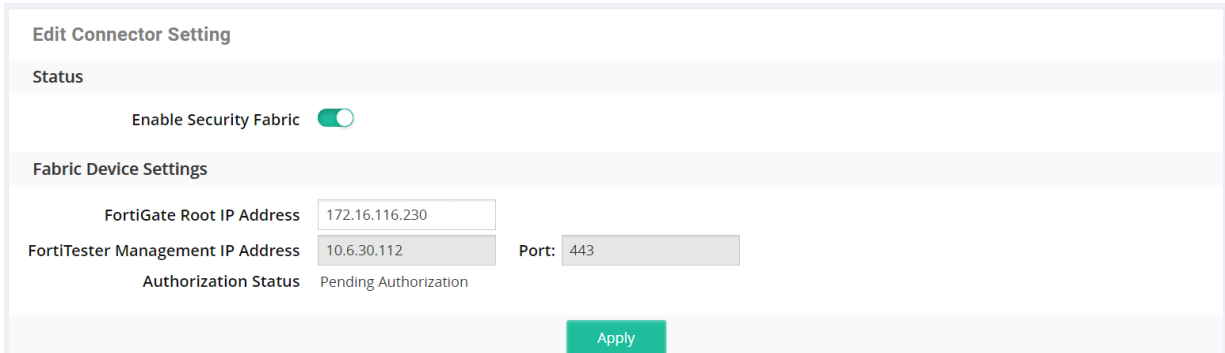 Edit Connector Setting
Status
Enable Security Fabric
Fabric Device Settings
FortiGate Root IP Address 172.16.116.230
FortiTester Management IP Address 10.6.30.112 Port: 443
Authorization Status Pending Authorization
Apply